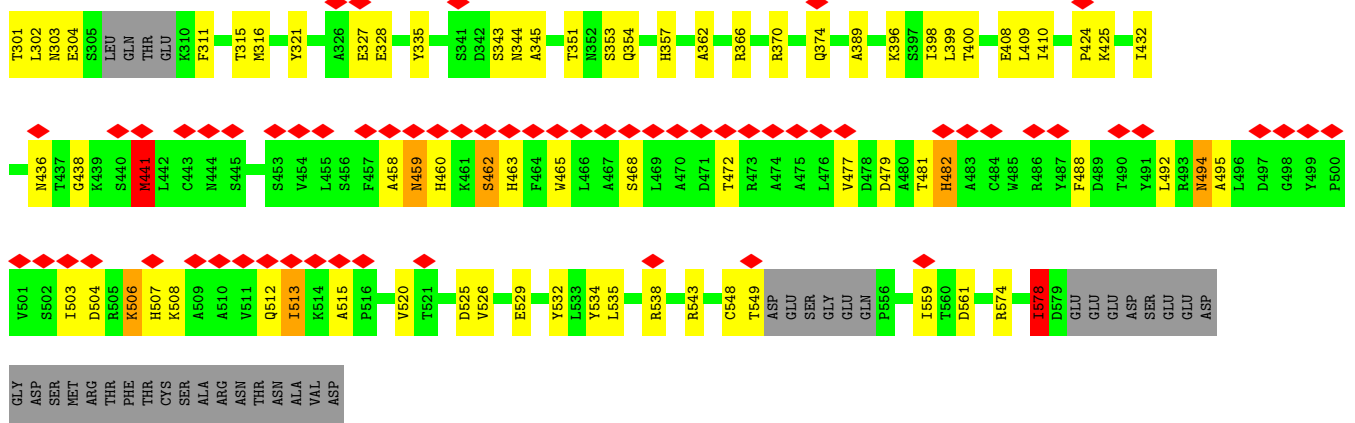 T301 L302 N303 E304 S305 LEU GLN THR GLU K310 F311 T315 M316 Y321 A326 E327 E328 Y335 S341 D342 S343 N344 A345 T351 N352 S353 Q354 H357 A362 R366 R370 Q374 A389 K396 S397 I398 L399 T400 E408 L409 I410 P424 K425 I432
N436 T437 G438 K439 S440 M441 L442 C443 N444 S445 S453 V454 L455 S456 F457 A458 N459 H460 K461 S462 H463 F464 W465 L466 A467 S468 L469 A470 D471 T472 R473 A474 A475 L476 V477 D478 D479 A480 T481 H482 A483 C484 W485 R486 Y487 F488 D489 T490 Y491 L492 R493 N494 A495 L496 D497 G498 Y499 P500
V501 S502 I503 D504 R505 K506 H507 K508 A509 A510 V511 Q512 I513 K514 A515 P516 V520 T521 D525 V526 E529 Y532 L533 Y534 L535 R538 R543 C548 T549 ASP GLU SER GLY GLU GLN P556 I559 T560 D561 R574 I578 D579 GLU GLU GLU ASP SER GLU GLU ASP
GLY ASP SER MET ARG THR PHE THR CYS SER ALA ARG ASN THR ASN ALA VAL ASP